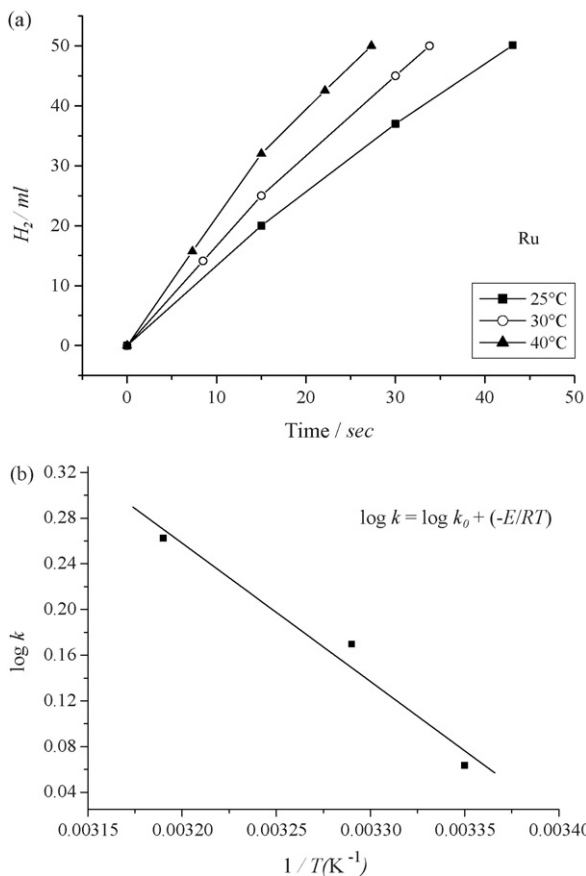 (a)
50
40
30
20
10
0
H₂ / ml
Ru
25°C
30°C
40°C
0 10 20 30 40 50
Time / sec
(b)
0.32
0.28
0.24
0.20
0.16
0.12
0.08
0.04
log k
log k = log k₀ + (-E/RT)
0.00315 0.00320 0.00325 0.00330 0.00335 0.00340
1 / T(K⁻¹)